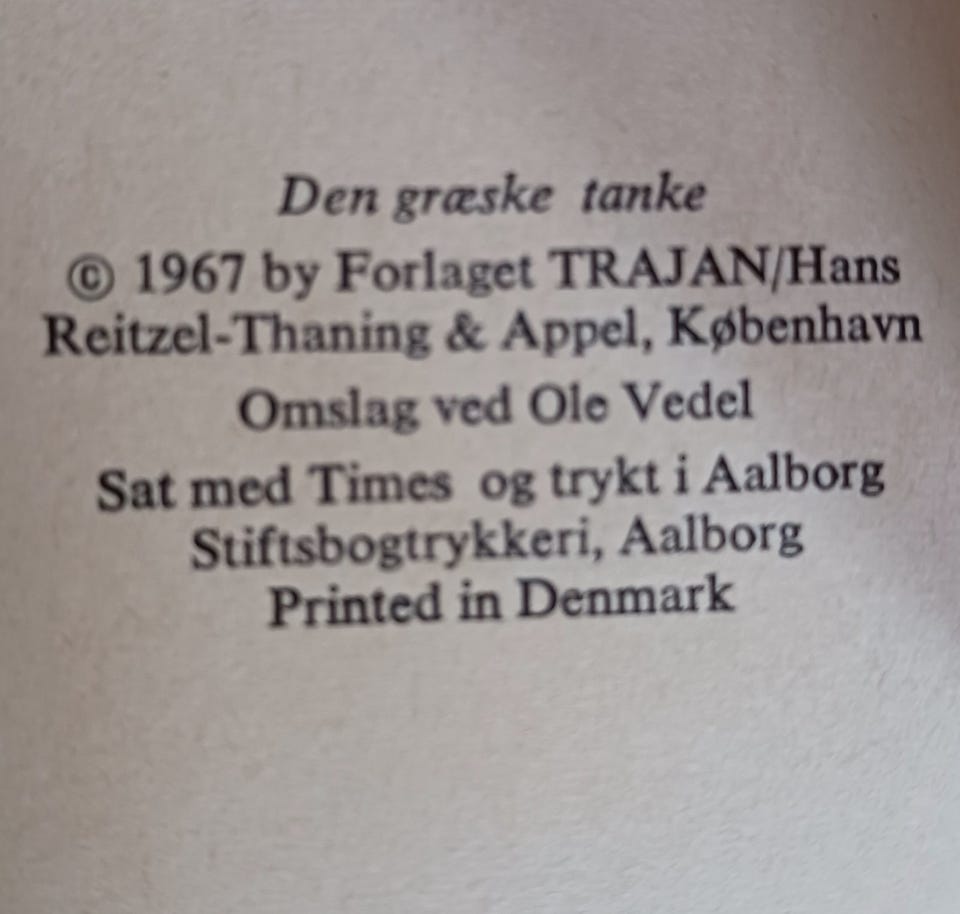 Den græske tanke
© 1967 by Forlaget TRAJAN/Hans
Reitzel-Thaning & Appel, København
Omslag ved Ole Vedel
Sat med Times og trykt i Aalborg
Stiftsbogtrykkeri, Aalborg
Printed in Denmark